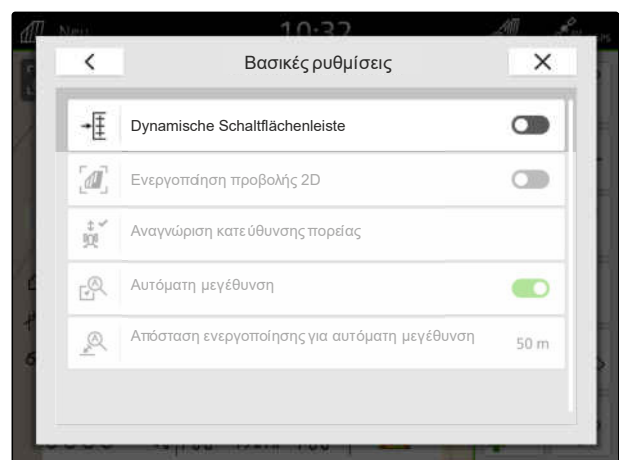 Neu
10:32
Βασικές ρυθμίσεις
Dynamische Schaltflächenleiste
Ενεργοποίηση προβολής 2D
Αναγνώριση κατεύθυνσης πορείας
Αυτόματη μεγέθυνση
Απόσταση ενεργοποίησης για αυτόματη μεγέθυνση
50 m